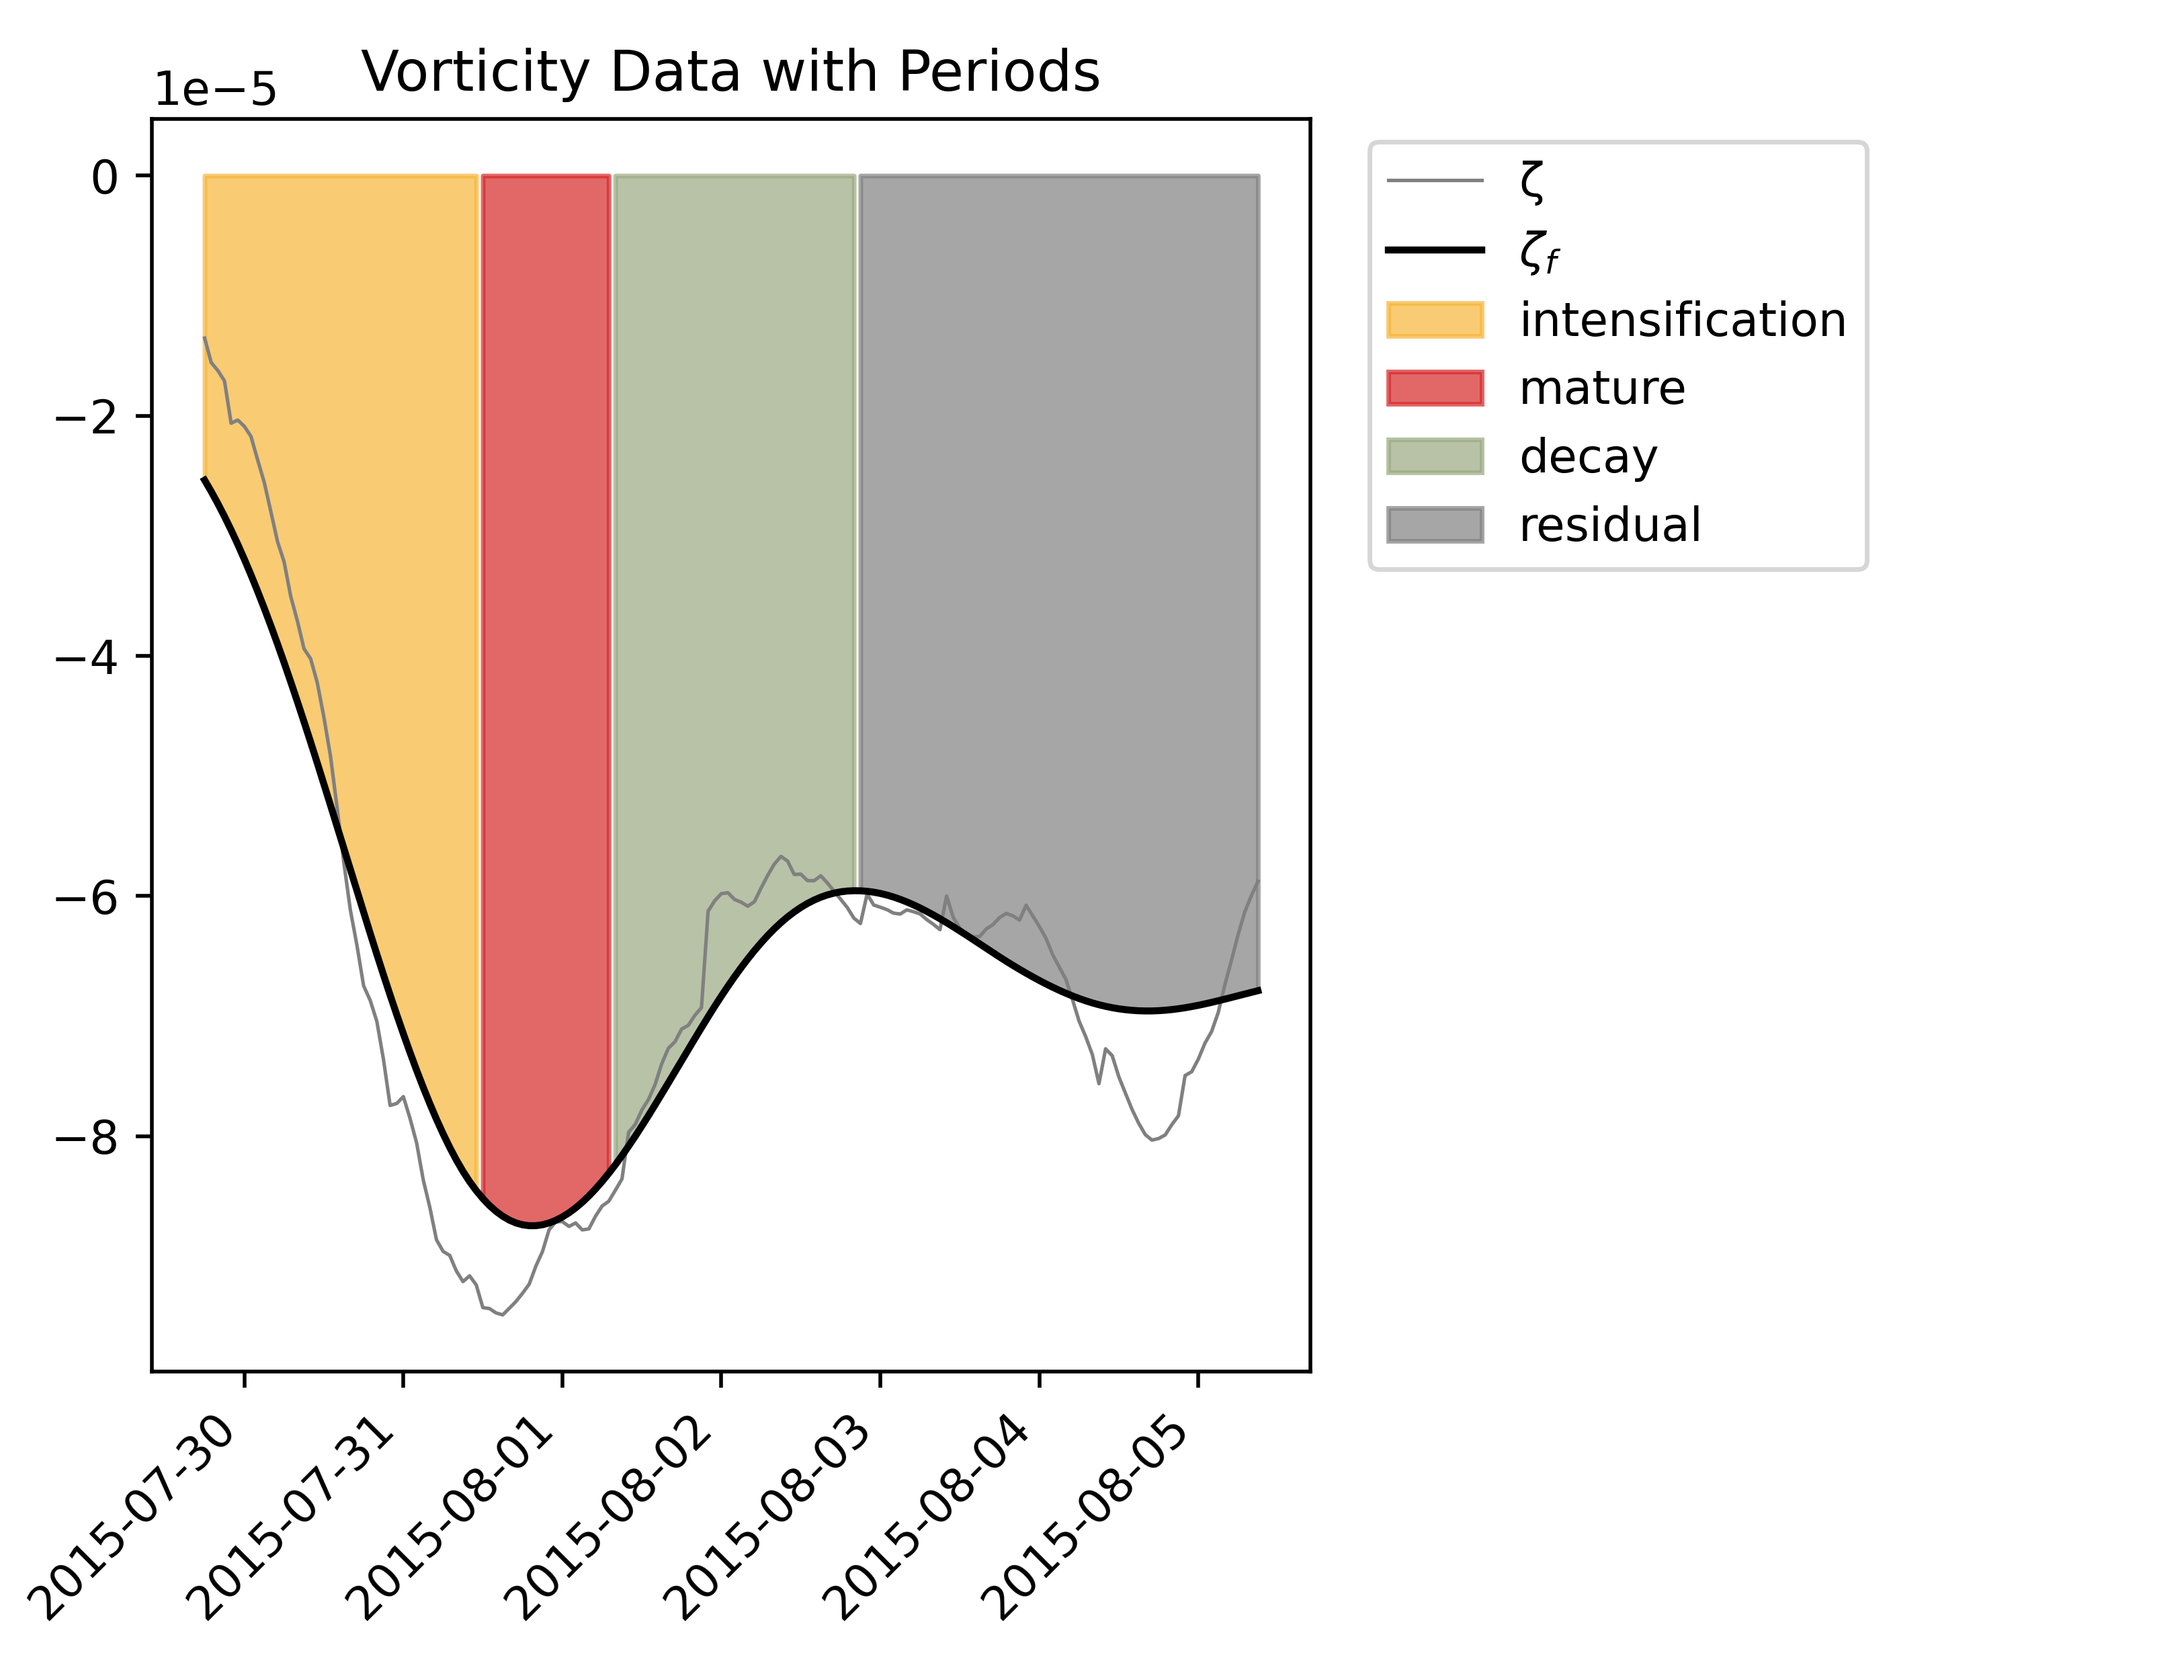 Vorticity Data with Periods
1e−5
0
−2
−4
−6
−8
2015-07-30
2015-07-31
2015-08-01
2015-08-02
2015-08-03
2015-08-04
2015-08-05
ζ
ζf
intensification
mature
decay
residual